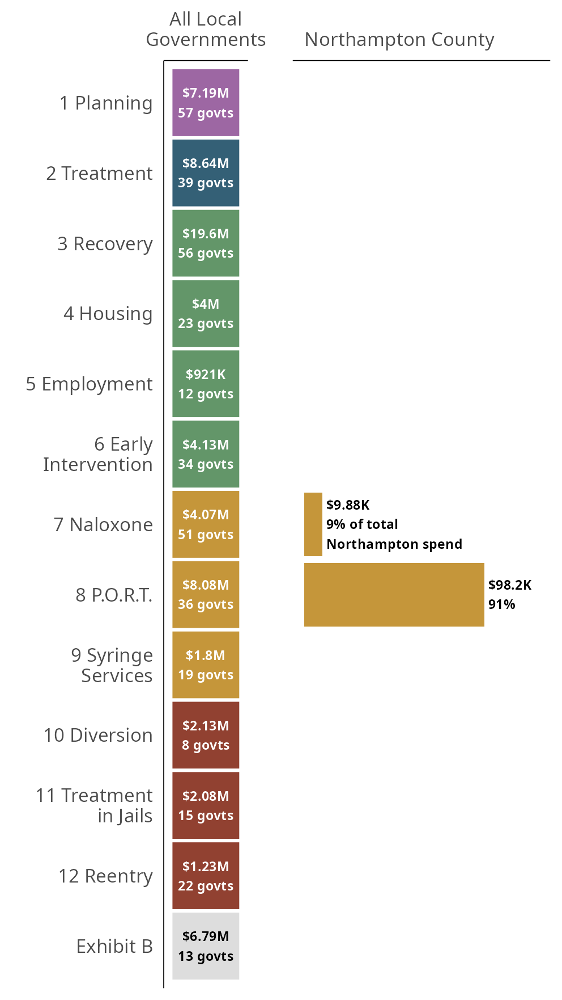 All Local
Governments
Northampton County
1 Planning
$7.19M
57 govts
2 Treatment
$8.64M
39 govts
3 Recovery
$19.6M
56 govts
4 Housing
$4M
23 govts
5 Employment
$921K
12 govts
6 Early
Intervention
$4.13M
34 govts
7 Naloxone
$4.07M
51 govts
$9.88K
9% of total
Northampton spend
8 P.O.R.T.
$8.08M
36 govts
$98.2K
91%
9 Syringe
Services
$1.8M
19 govts
10 Diversion
$2.13M
8 govts
11 Treatment
in Jails
$2.08M
15 govts
12 Reentry
$1.23M
22 govts
Exhibit B
$6.79M
13 govts